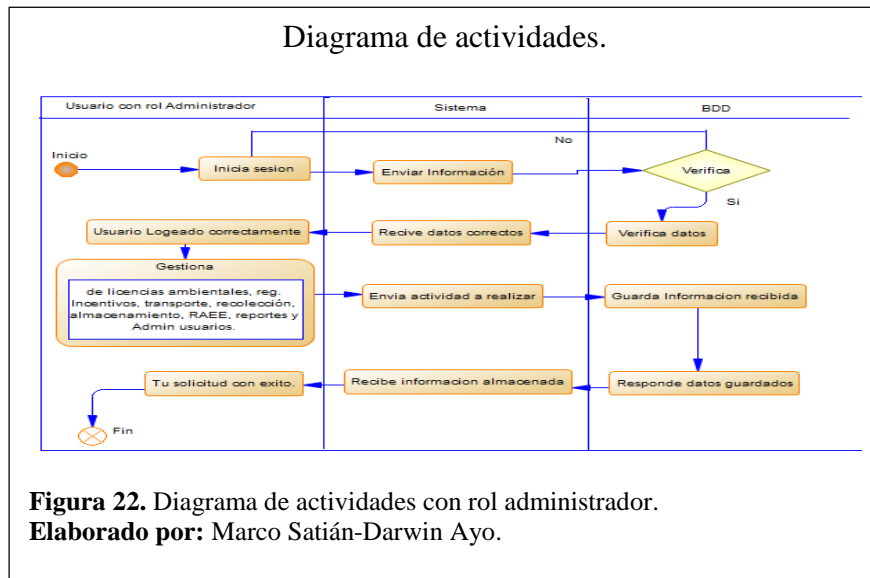 Diagrama de actividades.
Usuario con rol Administrador
Sistema
BDD
No
Inicio
Inicia sesion
Enviar Información
Verifica
Si
Usuario Logeado correctamente
Recive datos correctos
Verifica datos
Gestiona
de licencias ambientales, reg.
Incentivos, transporte, recolección,
almacenamiento, RAEE, reportes y
Admin usuarios.
Envia actividad a realizar
Guarda Informacion recibida
Tu solicitud con exito.
Recibe informacion almacenada
Responde datos guardados
Fin
Figura 22. Diagrama de actividades con rol administrador.
Elaborado por: Marco Satián-Darwin Ayo.